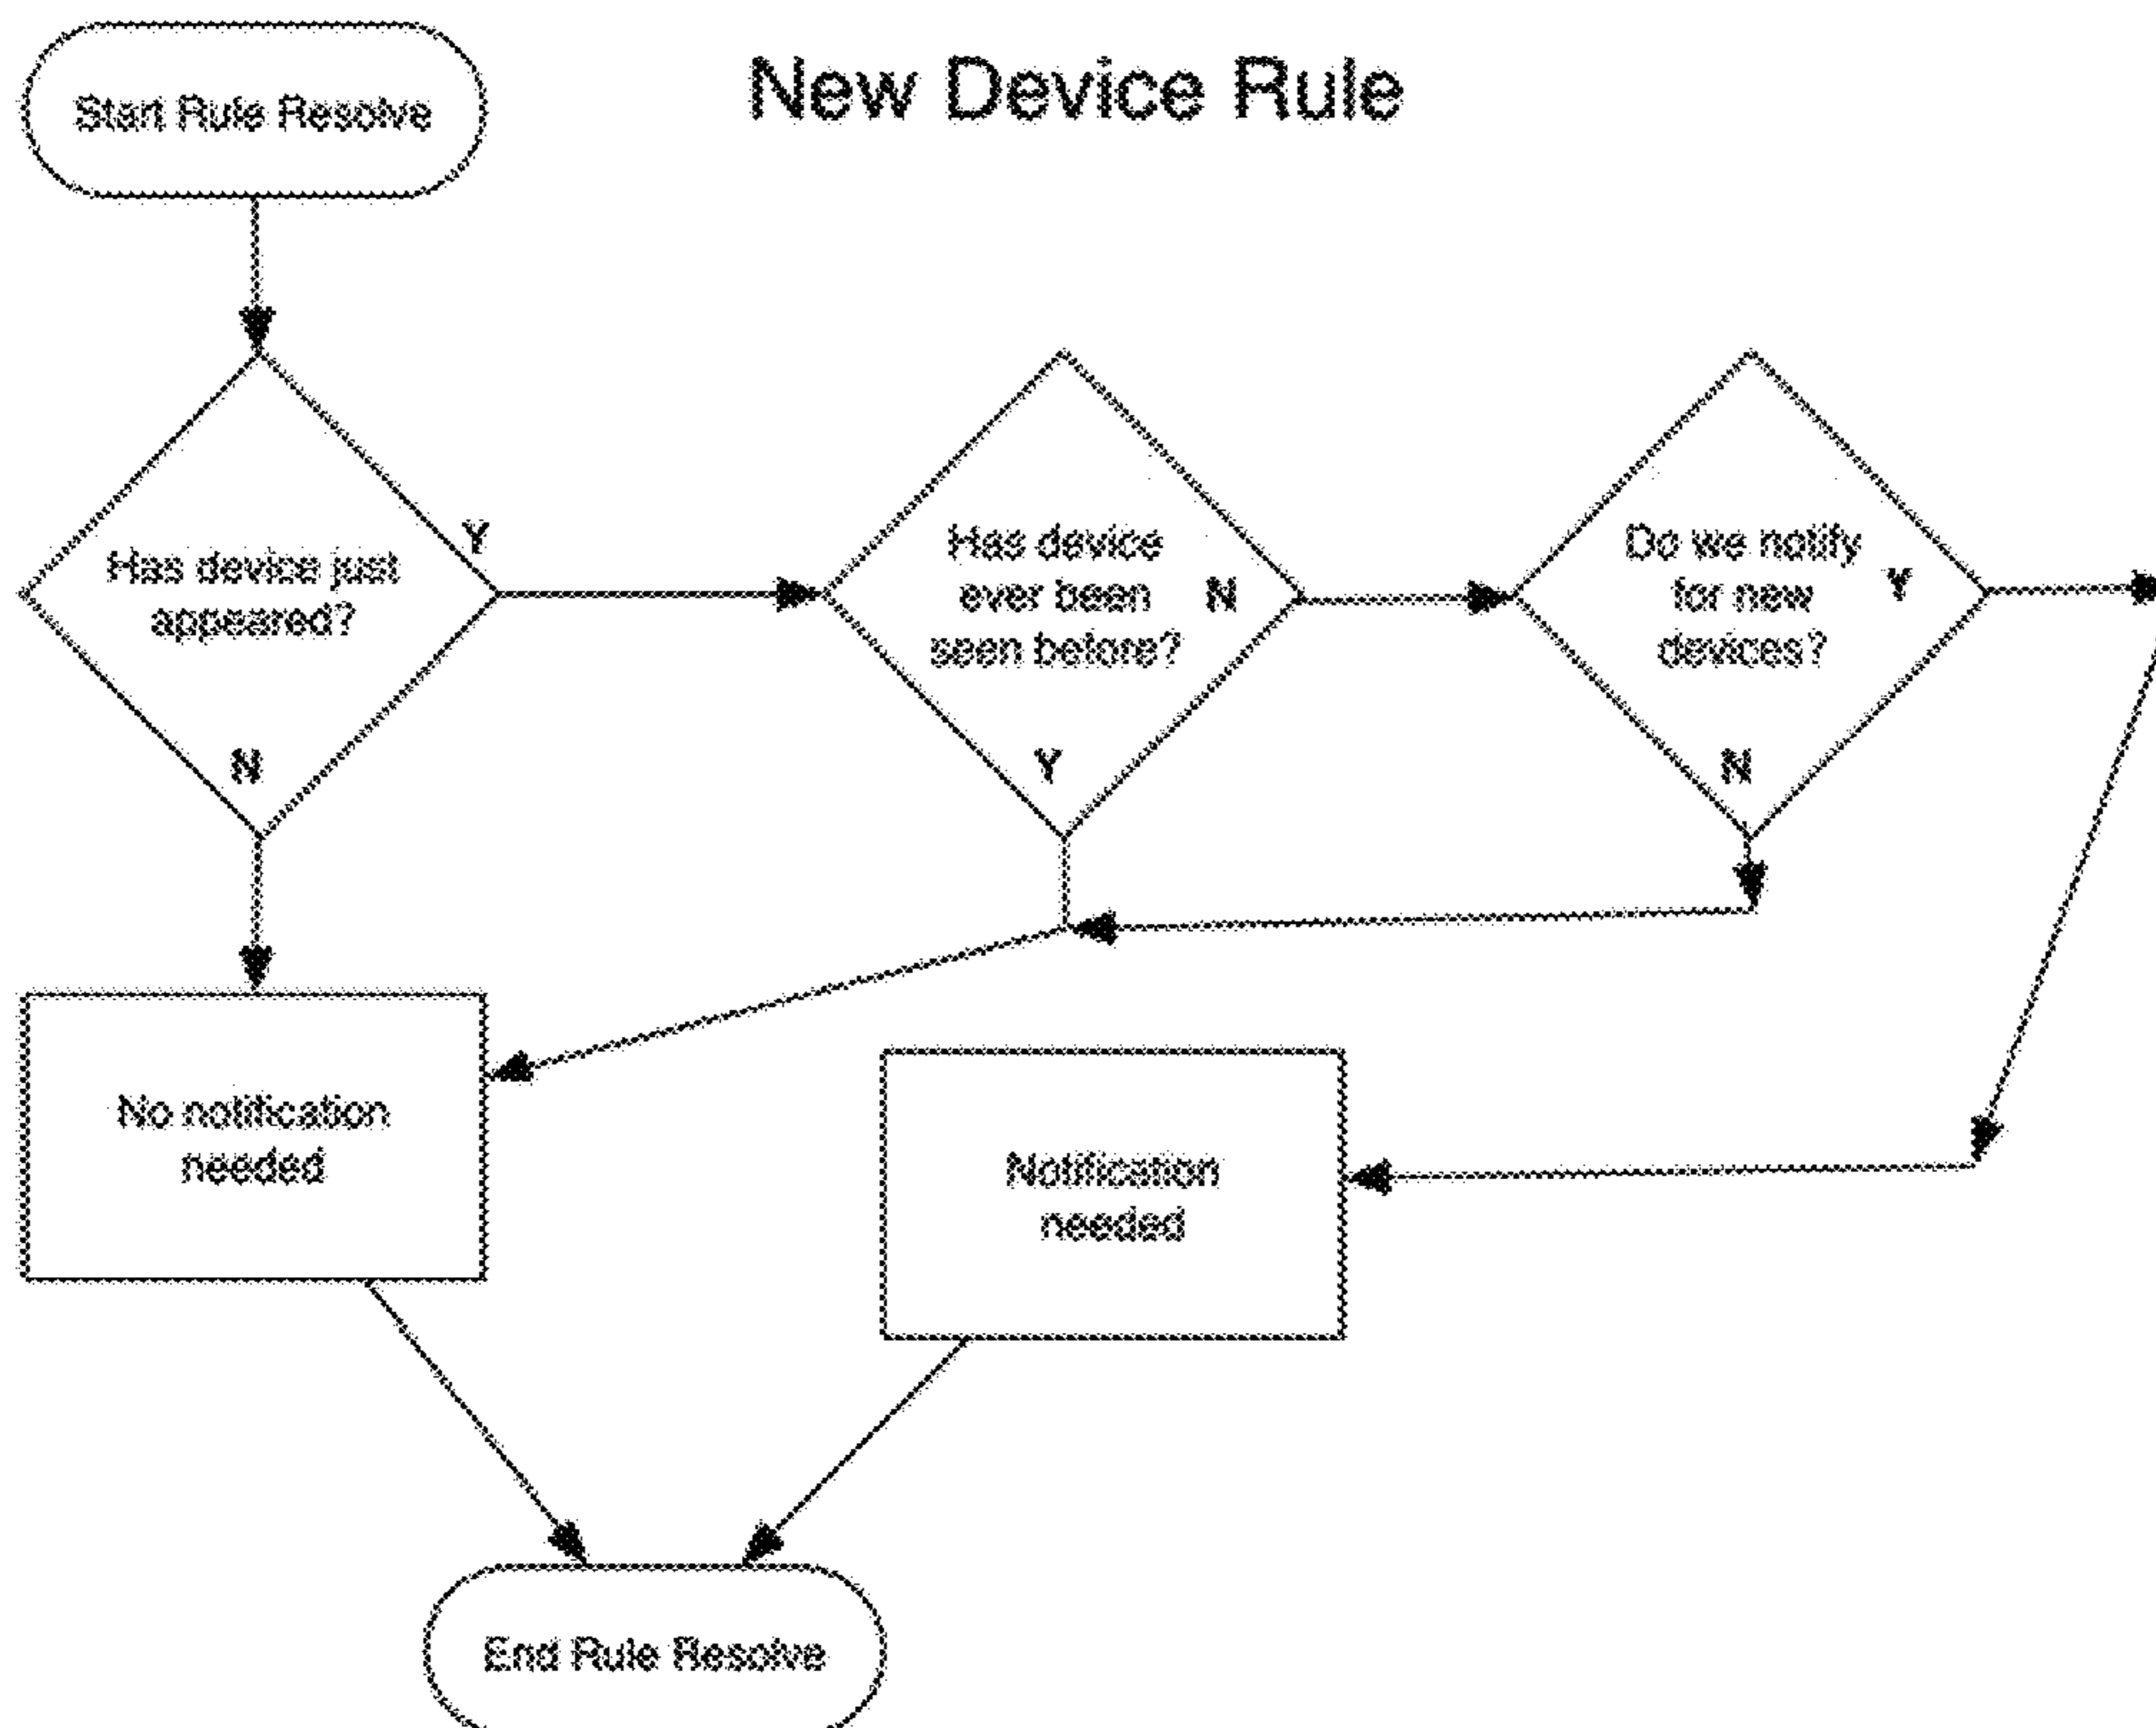 Start Rule Resolve
New Device Rule
Has device just
appeared?
Y
N
Has device
ever been
seen before?
N
Y
Do we notify
for new
devices?
Y
N
No notification
needed
Notification
needed
End Rule Resolve